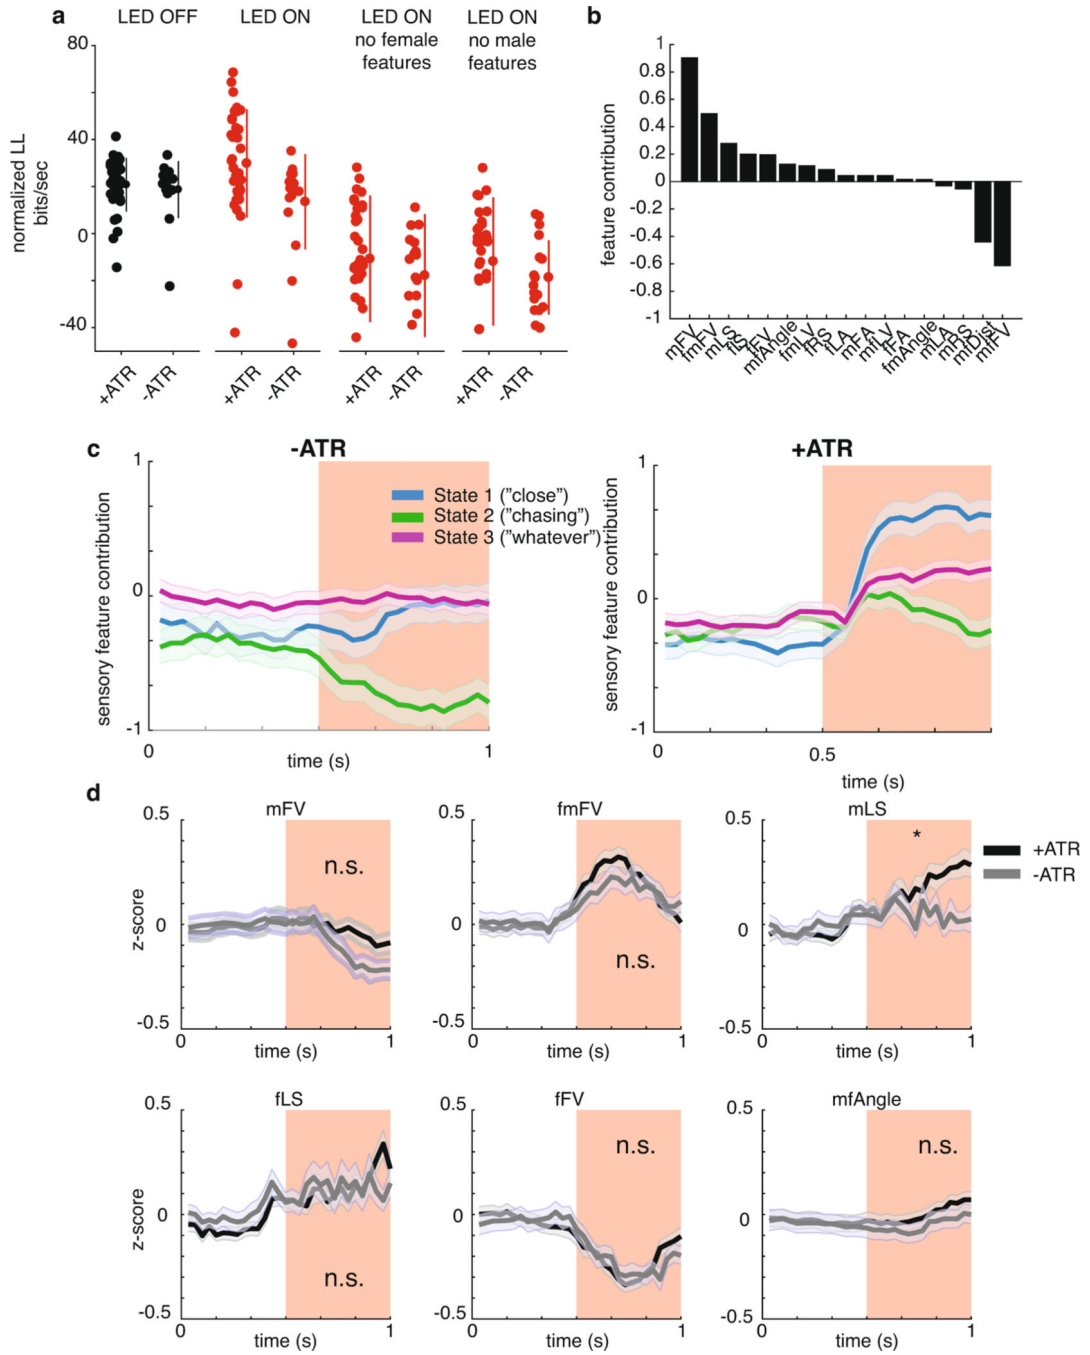 a
LED OFF
LED ON
LED ON
no female
features
LED ON
no male
features
normalized LL
bits/sec
80
40
0
-40
+ATR
-ATR
+ATR
-ATR
+ATR
-ATR
+ATR
-ATR
b
feature contribution
1
0.8
0.6
0.4
0.2
0
-0.2
-0.4
-0.6
-0.8
-1
mFV
fmFV
mLS
fLS
fFV
mfAngle
fmLV
fRS
fLA
mFA
mfLV
fFA
fmAngle
mLA
mRS
mfDist
mfFV
c
-ATR
sensory feature contribution
1
0
-1
State 1 ("close")
State 2 ("chasing")
State 3 ("whatever")
0
1
time (s)
+ATR
sensory feature contribution
1
0
-1
0
0.5
time (s)
d
mFV
z-score
0.5
0
-0.5
n.s.
0
1
time (s)
fmFV
0.5
0
-0.5
n.s.
0
1
time (s)
mLS
0.5
0
-0.5
*
0
1
time (s)
+ATR
-ATR
fLS
z-score
0.5
0
-0.5
n.s.
0
1
time (s)
fFV
0.5
0
-0.5
n.s.
0
1
time (s)
mfAngle
0.5
0
-0.5
n.s.
0
1
time (s)